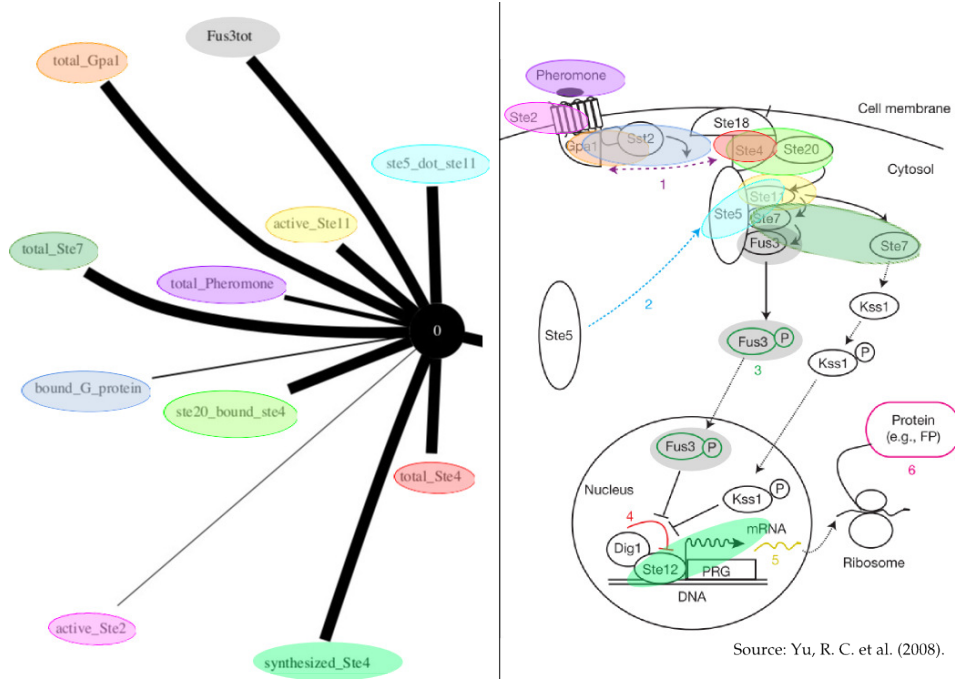 Fus3tot
total_Gpa1
ste5_dot_ste11
active_Ste11
total_Ste7
total_Pheromone
0
bound_G_protein
ste20_bound_ste4
total_Ste4
active_Ste2
synthesized_Ste4
Pheromone
Cell membrane
Ste2
Ste18
Gpa1
Sst2
Ste4
Ste20
Cytosol
1
Ste11
Ste5
Ste7
Fus3
Ste7
2
Ste5
Kss1
Fus3
P
Kss1
P
3
Protein
(e.g., FP)
6
Fus3
P
Nucleus
Kss1
P
4
mRNA
Dig1
5
Ste12
PRG
Ribosome
DNA
Source: Yu, R. C. et al. (2008).